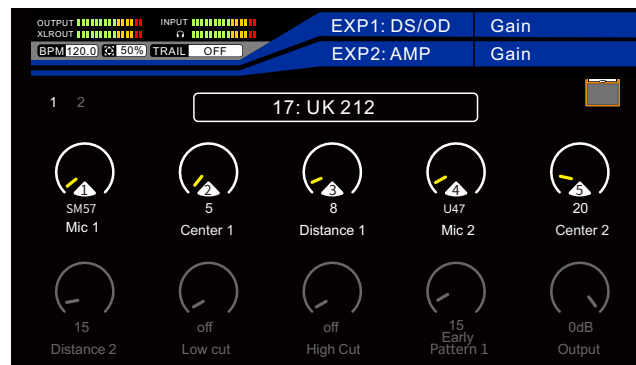 OUTPUT INPUT EXP1: DS/OD Gain
XLROUT
BPM 120.0 50% TRAIL OFF EXP2: AMP Gain
1 2 17: UK 212
1 2 3 4 5
SM57 5 8 U47 20
Mic 1 Center 1 Distance 1 Mic 2 Center 2
15 off off 15 0dB
Early
Distance 2 Low cut High Cut Pattern 1 Output